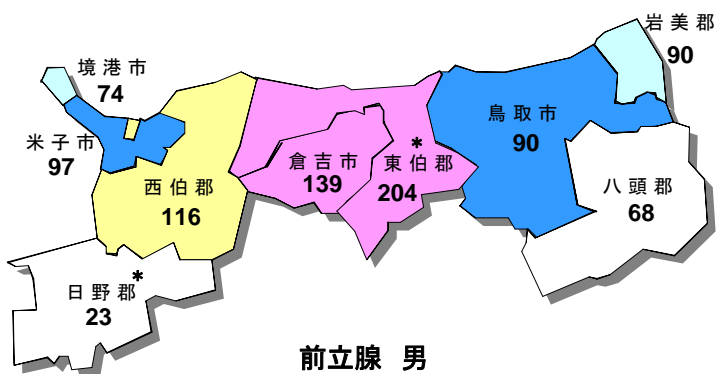 岩美郡
90
境港市
74
鳥取市
90
米子市
97
倉吉市
139
*
東伯郡
204
西伯郡
116
八頭郡
68
*
日野郡
23
前立腺 男